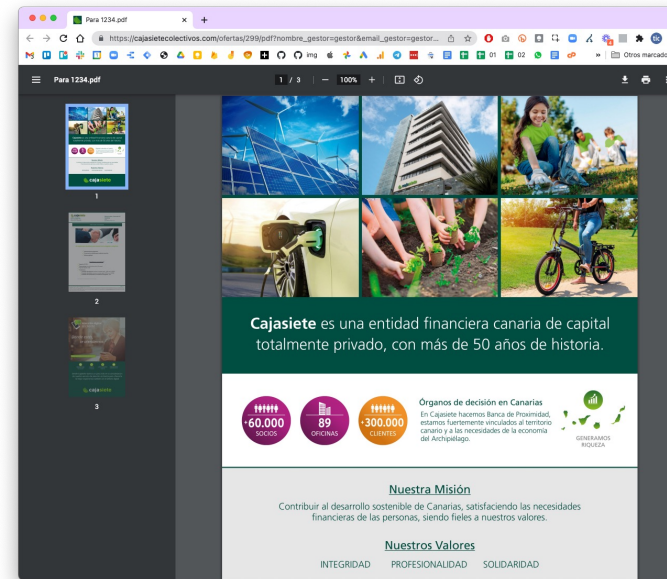 Para 1234.pdf
https://cajasietecolectivos.com/ofertas/299/pdf?nombre_gestor=gestor&email_gestor=gestor...
img
01
02
Otros marcado
Para 1234.pdf
1 / 3
100%
1
2
cajasiete
3
Cajasiete es una entidad financiera canaria de capital
totalmente privado, con más de 50 años de historia.
+60.000
SOCIOS
89
OFICINAS
+300.000
CLIENTES
Órganos de decisión en Canarias
En Cajasiete hacemos Banca de Proximidad,
estamos fuertemente vinculados al territorio
canario y a las necesidades de la economía
del Archipiélago.
GENERAMOS
RIQUEZA
Nuestra Misión
Contribuir al desarrollo sostenible de Canarias, satisfaciendo las necesidades
financieras de las personas, siendo fieles a nuestros valores.
Nuestros Valores
INTEGRIDAD PROFESIONALIDAD SOLIDARIDAD